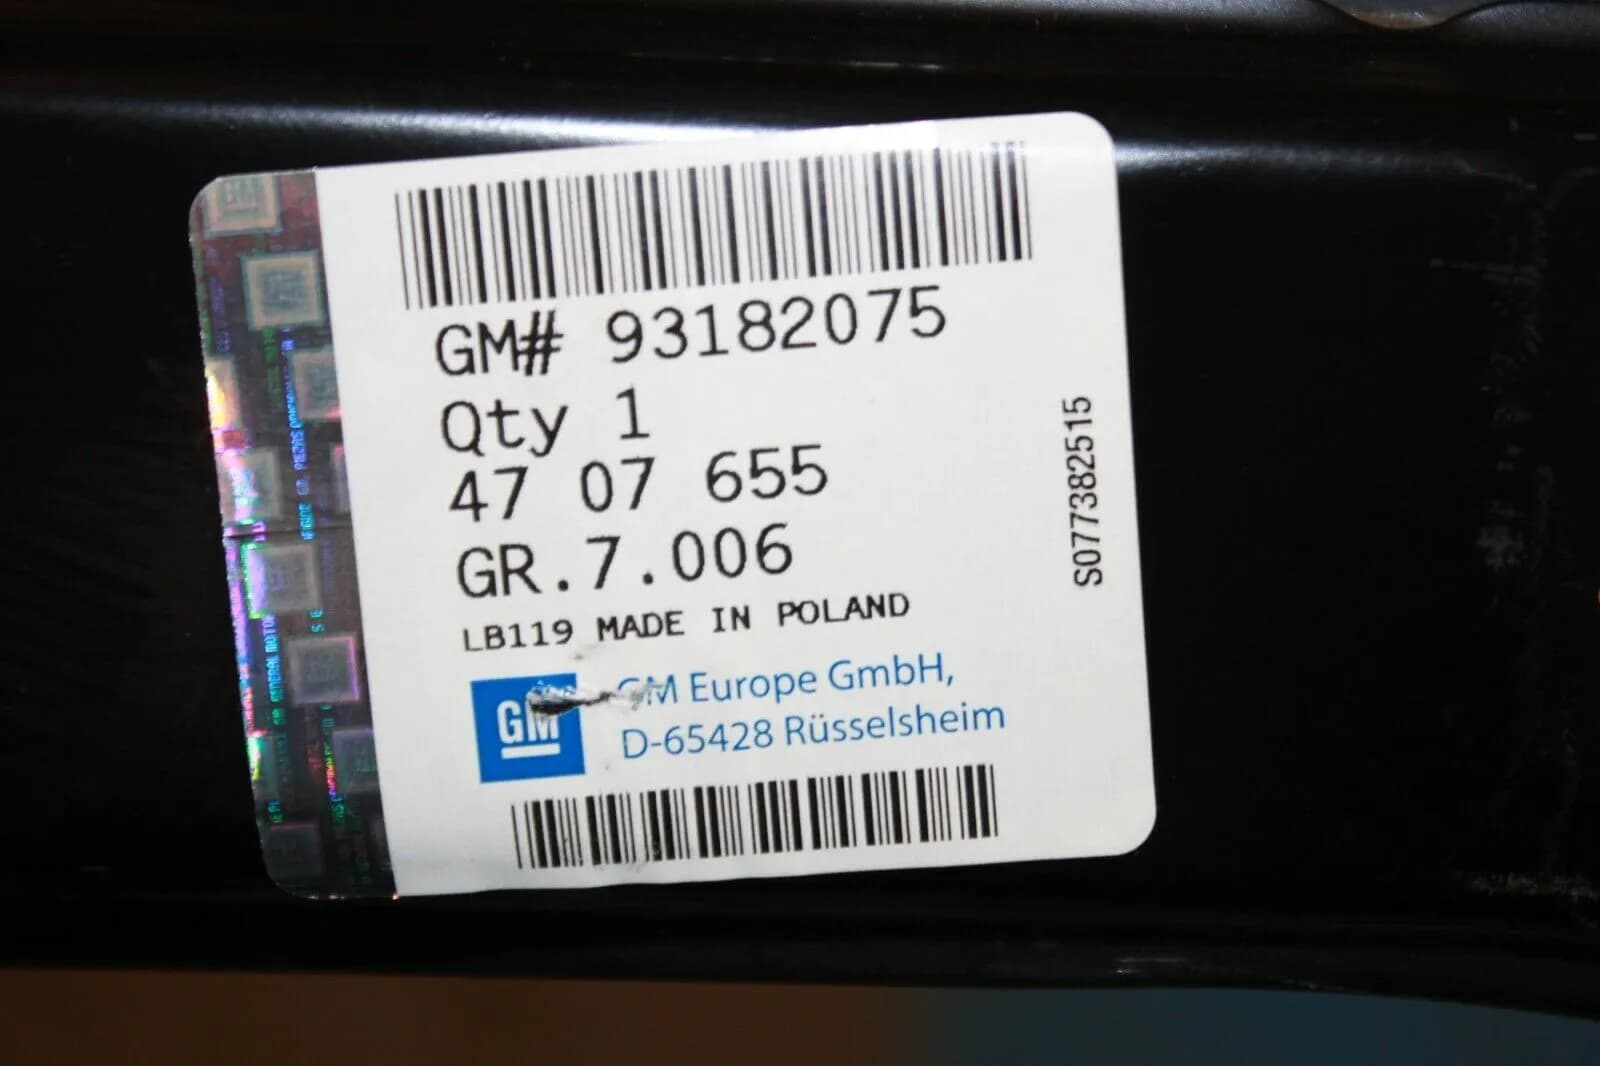 GM# 93182075
Qty 1
47 07 655
GR.7.006
LB119 MADE IN POLAND
GM
GM Europe GmbH,
D-65428 Rüsselsheim
S077382515